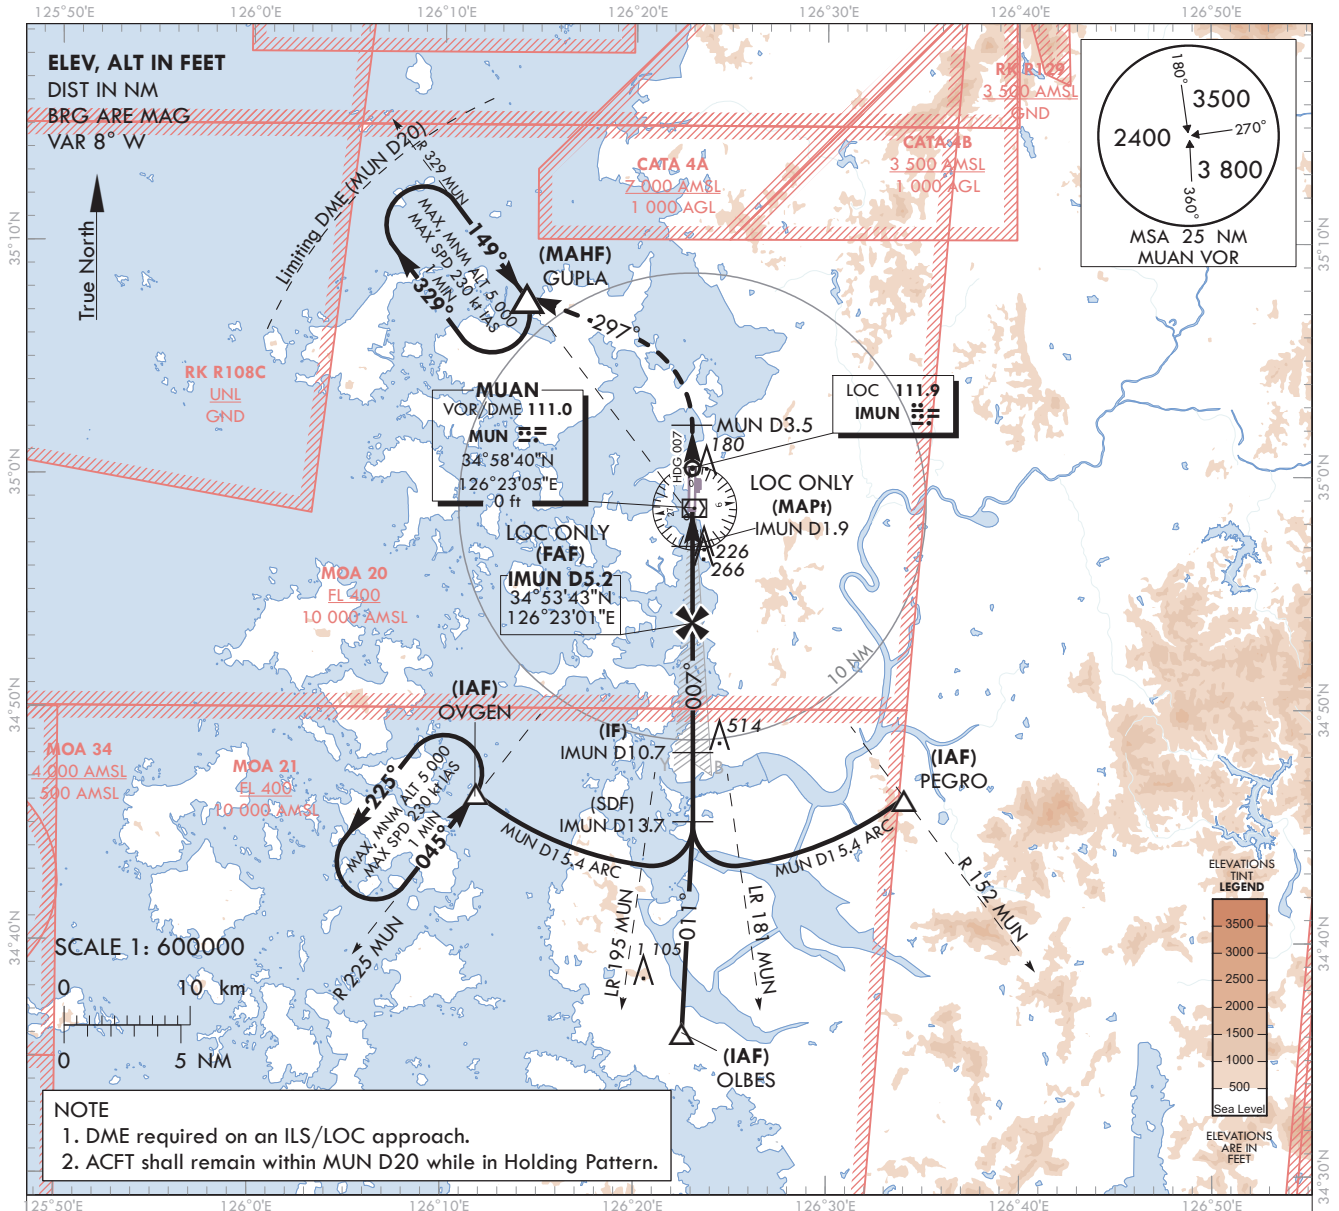 125°50'E
126°0'E
126°10'E
126°20'E
126°30'E
126°40'E
126°50'E
ELEV, ALT IN FEET
DIST IN NM
BRG ARE MAG
VAR 8° W
True North
Limiting DME (MUN D20)
R 329 MUN
149°
MAX, MNM ALT 5 000
MAX SPD 230 kt IAS
1 MIN
329°
(MAHF)
GUPLA
297°
CATA 4A
7 000 AMSL
1 000 AGL
CATA 4B
3 500 AMSL
1 000 AGL
RK R129
3 500 AMSL
GND
180°
3500
2400
270°
3 800
360°
MSA 25 NM
MUAN VOR
35°10'N
35°10'N
RK R108C
UNL
GND
MUAN
VOR/DME 111.0
MUN
34°58'40"N
126°23'05"E
0 ft
LOC 111.9
IMUN
MUN D3.5
180
HDG 007
LOC ONLY
(MAPt)
IMUN D1.9
226
266
35°0'N
35°0'N
LOC ONLY
(FAF)
IMUN D5.2
34°53'43"N
126°23'01"E
MOA 20
FL 400
10 000 AMSL
10 NM
007°
34°50'N
34°50'N
(IAF)
OVGEN
514
(IF)
IMUN D10.7
(SDF)
IMUN D13.7
(IAF)
PEGRO
MOA 34
4 000 AMSL
500 AMSL
MOA 21
FL 400
10 000 AMSL
225°
MAX, MNM ALT 5 000
MAX SPD 230 kt IAS
1 MIN
045°
MUN D15.4 ARC
MUN D15.4 ARC
R 225 MUN
LR 195 MUN
011°
LR 181 MUN
R 152 MUN
1 105
34°40'N
34°40'N
SCALE 1: 600000
0 10 km
0 5 NM
(IAF)
OLBES
ELEVATIONS
TINT
LEGEND
3500
3000
2500
2000
1500
1000
500
Sea Level
ELEVATIONS
ARE IN
FEET
NOTE
1. DME required on an ILS/LOC approach.
2. ACFT shall remain within MUN D20 while in Holding Pattern.
34°30'N
125°50'E
126°0'E
126°10'E
126°20'E
126°30'E
126°40'E
126°50'E